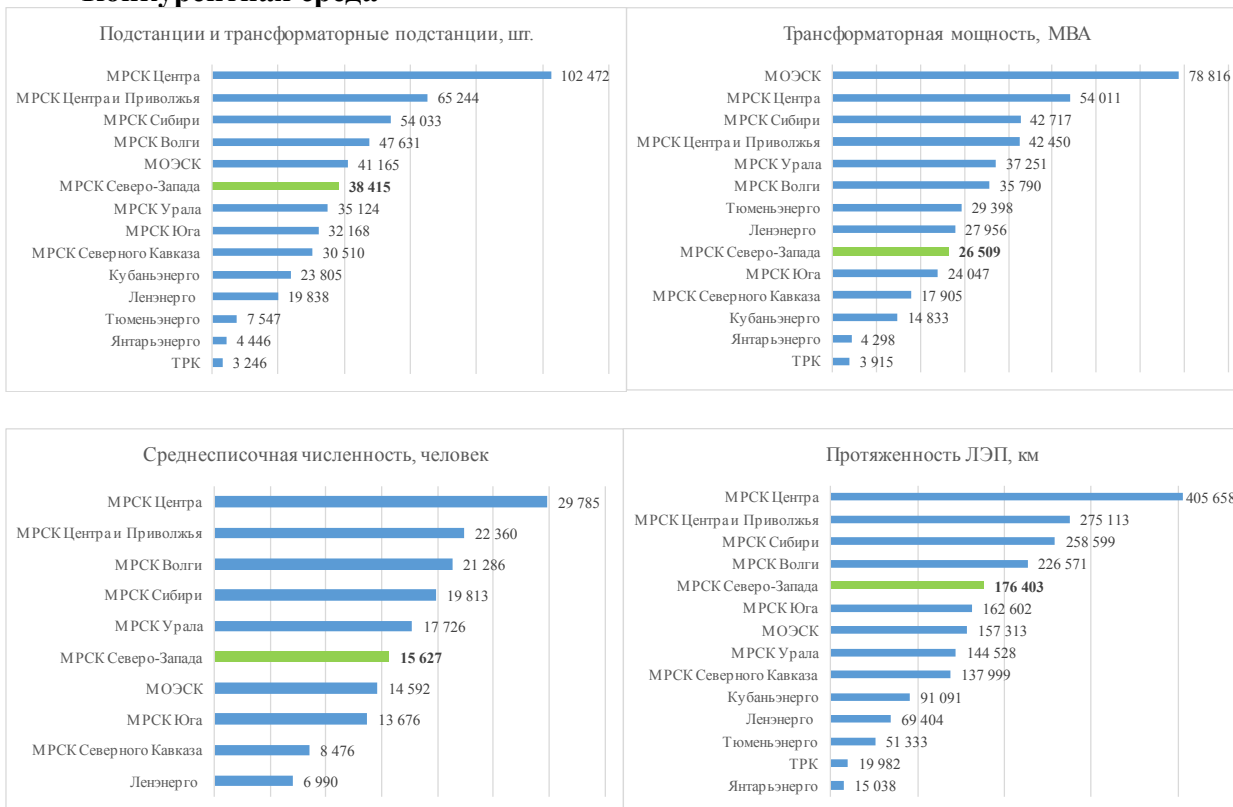 Конкурентная среда
Подстанции и трансформаторные подстанции, шт.
МРСК Центра 102 472
МРСК Центра и Приволжья 65 244
МРСК Сибири 54 033
МРСК Волги 47 631
МОЭСК 41 165
МРСК Северо-Запада 38 415
МРСК Урала 35 124
МРСК Юга 32 168
МРСК Северного Кавказа 30 510
Кубаньэнерго 23 805
Ленэнерго 19 838
Тюменьэнерго 7 547
Янтарьэнерго 4 446
ТРК 3 246
Трансформаторная мощность, МВА
МОЭСК 78 816
МРСК Центра 54 011
МРСК Сибири 42 717
МРСК Центра и Приволжья 42 450
МРСК Урала 37 251
МРСК Волги 35 790
Тюменьэнерго 29 398
Ленэнерго 27 956
МРСК Северо-Запада 26 509
МРСК Юга 24 047
МРСК Северного Кавказа 17 905
Кубаньэнерго 14 833
Янтарьэнерго 4 298
ТРК 3 915
Среднесписочная численность, человек
МРСК Центра 29 785
МРСК Центра и Приволжья 22 360
МРСК Волги 21 286
МРСК Сибири 19 813
МРСК Урала 17 726
МРСК Северо-Запада 15 627
МОЭСК 14 592
МРСК Юга 13 676
МРСК Северного Кавказа 8 476
Ленэнерго 6 990
Протяженность ЛЭП, км
МРСК Центра 405 658
МРСК Центра и Приволжья 275 113
МРСК Сибири 258 599
МРСК Волги 226 571
МРСК Северо-Запада 176 403
МРСК Юга 162 602
МОЭСК 157 313
МРСК Урала 144 528
МРСК Северного Кавказа 137 999
Кубаньэнерго 91 091
Ленэнерго 69 404
Тюменьэнерго 51 333
ТРК 19 982
Янтарьэнерго 15 038